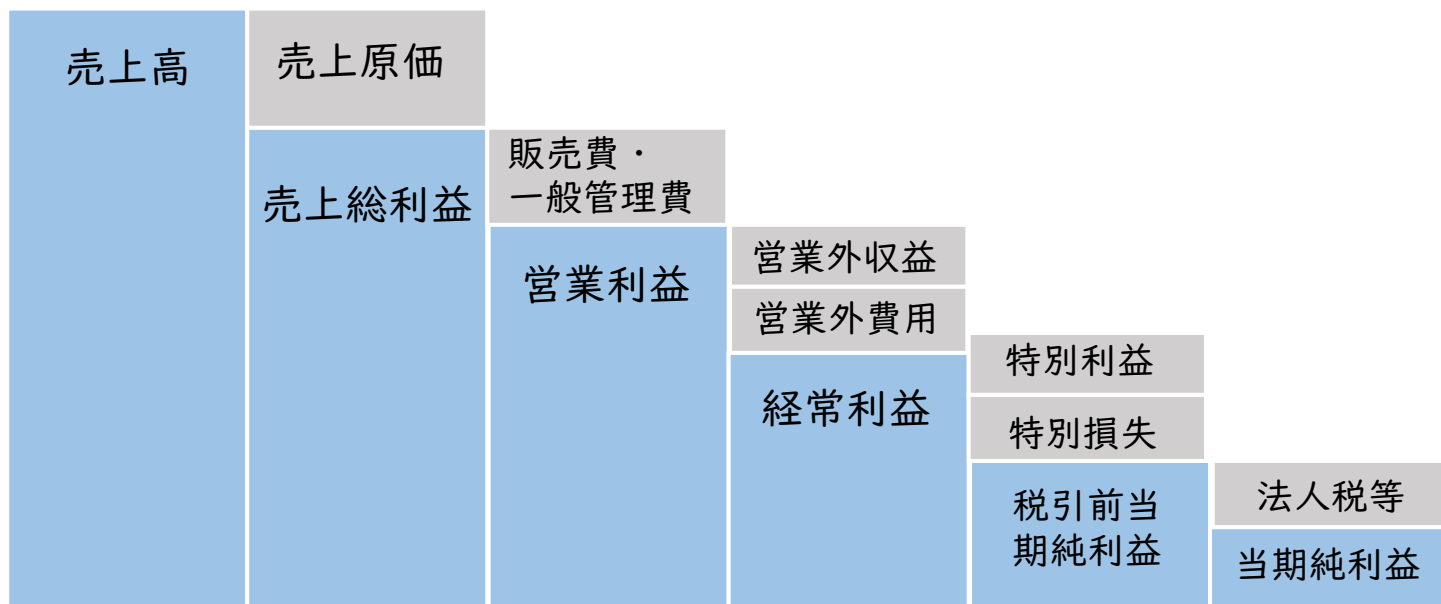 売上高
売上原価
売上総利益
販売費・
一般管理費
営業利益
営業外収益
営業外費用
経常利益
特別利益
特別損失
税引前当
期純利益
法人税等
当期純利益